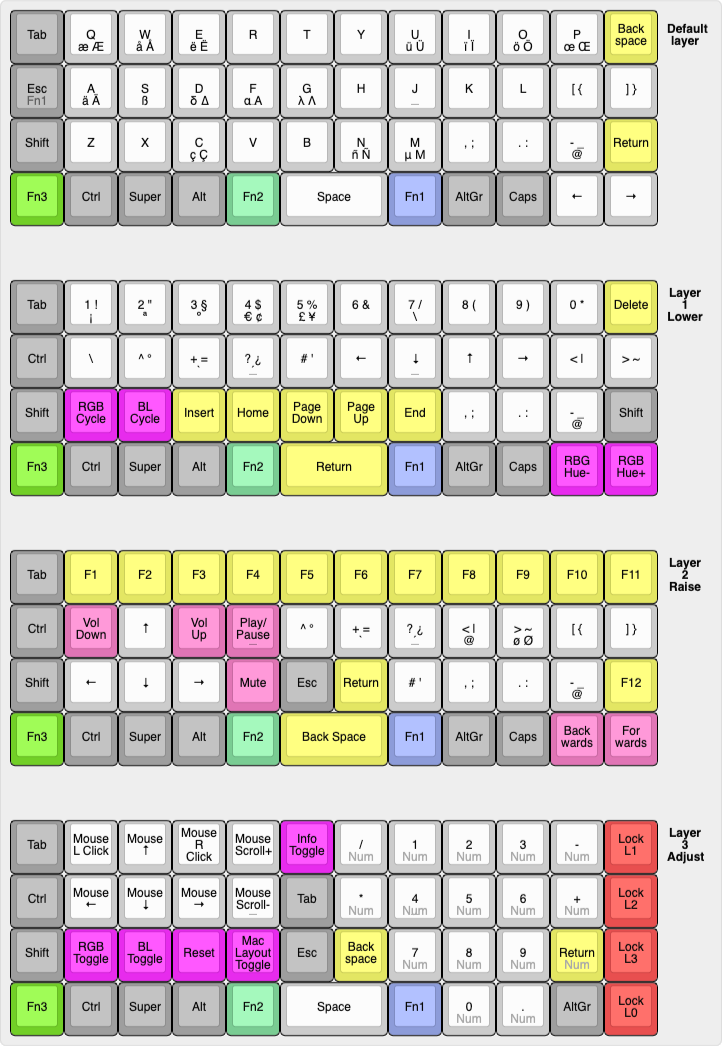 Tab Q W E R T Y U I O P Back space Default layer
æ Æ å Å ë Ë ü Ü ï Ï ö Ö œ Œ
Esc A S D F G H J K L [ { ] }
Fn1 ä Ä ß δ Δ α A λ Λ _
Shift Z X C V B N M , ; . : - _ Return
ç Ç ñ Ñ µ M @
Fn3 Ctrl Super Alt Fn2 Space Fn1 AltGr Caps ← →
Tab 1 ! 2 " 3 § 4 $ 5 % 6 & 7 / 8 ( 9 ) 0 * Delete Layer 1 Lower
¡ ª º € ¢ £ ¥ \
Ctrl \ ^ ° + = ? ¿ # ' ← ↓ ↑ → < | > ~
_ _
Shift RGB Cycle BL Cycle Insert Home Page Down Page Up End , ; . : - _ Shift
@
Fn3 Ctrl Super Alt Fn2 Return Fn1 AltGr Caps RBG Hue- RGB Hue+
Tab F1 F2 F3 F4 F5 F6 F7 F8 F9 F10 F11 Layer 2 Raise
Ctrl Vol Down ↑ Vol Up Play/ Pause ^ ° + = ? ¿ < | > ~ [ { ] }
_ _ @ ø Ø
Shift ← ↓ → Mute Esc Return # ' , ; . : - _ F12
@
Fn3 Ctrl Super Alt Fn2 Back Space Fn1 AltGr Caps Back wards For wards
Tab Mouse L Click Mouse ↑ Mouse R Click Mouse Scroll+ Info Toggle / 1 2 3 - Lock L1 Layer 3 Adjust
Num Num Num Num Num
Ctrl Mouse ← Mouse ↓ Mouse → Mouse Scroll- Tab * 4 5 6 + Lock L2
_ Num Num Num Num Num
Shift RGB Toggle BL Toggle Reset Mac Layout Toggle Esc Back space 7 8 9 Return Lock L3
Num Num Num Num
Fn3 Ctrl Super Alt Fn2 Space Fn1 0 . AltGr Lock L0
Num Num